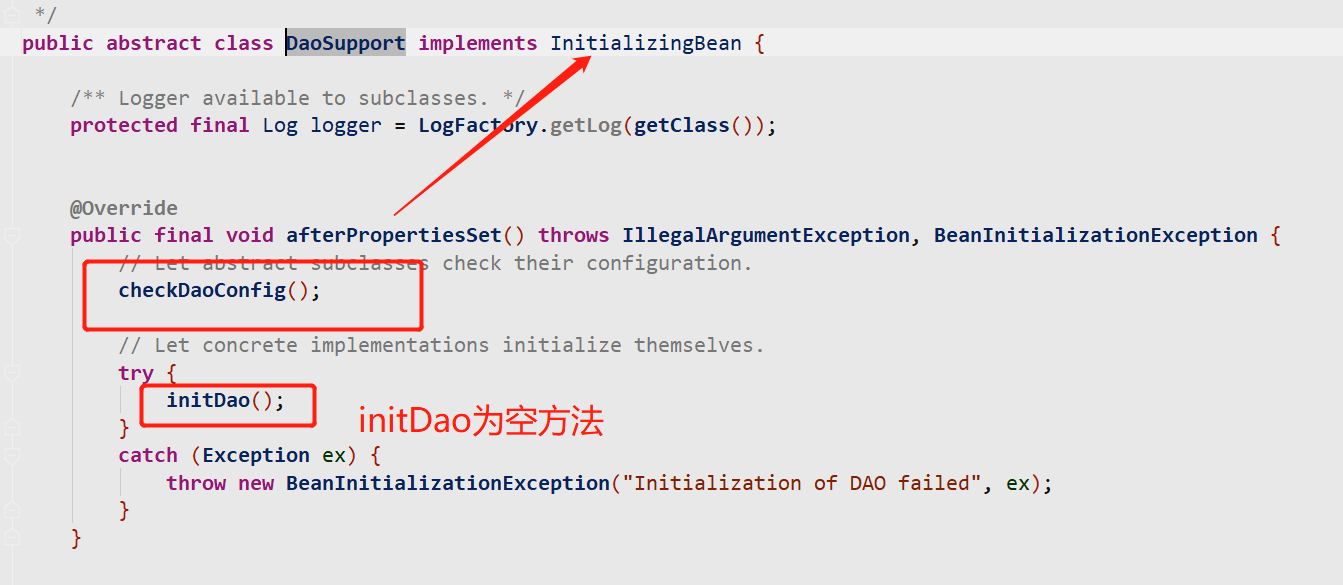 */
public abstract class DaoSupport implements InitializingBean {
/** Logger available to subclasses. */
protected final Log logger = LogFactory.getLog(getClass());
@Override
public final void afterPropertiesSet() throws IllegalArgumentException, BeanInitializationException {
// Let abstract subclasses check their configuration.
checkDaoConfig();
// Let concrete implementations initialize themselves.
try {
initDao();
initDao为空方法
}
catch (Exception ex) {
throw new BeanInitializationException("Initialization of DAO failed", ex);
}
}